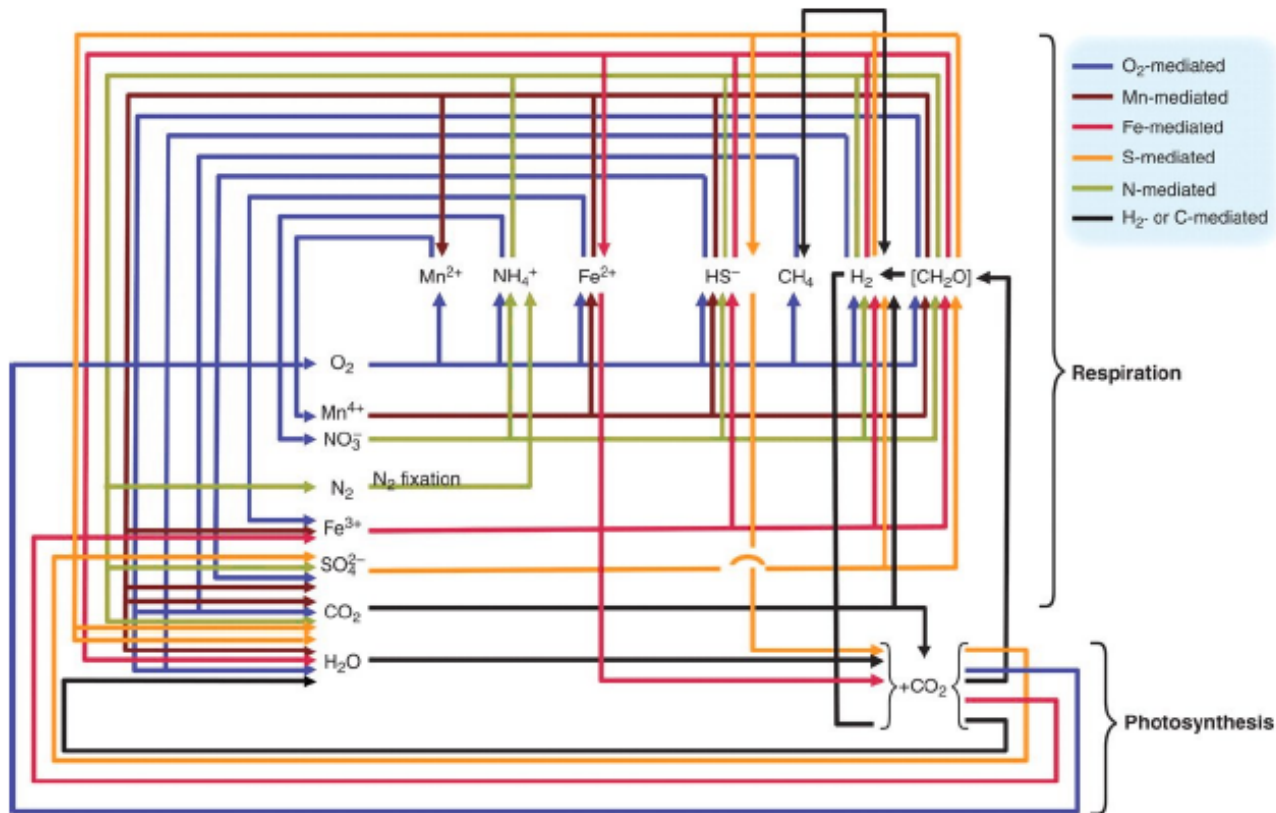 O₂-mediated
Mn-mediated
Fe-mediated
S-mediated
N-mediated
H₂- or C-mediated
Mn²⁺ NH₄⁺ Fe²⁺ HS⁻ CH₄ H₂ [CH₂O]
O₂
Respiration
Mn⁴⁺
NO₃⁻
N₂ N₂ fixation
Fe³⁺
SO₄²⁻
CO₂
H₂O
+CO₂
Photosynthesis